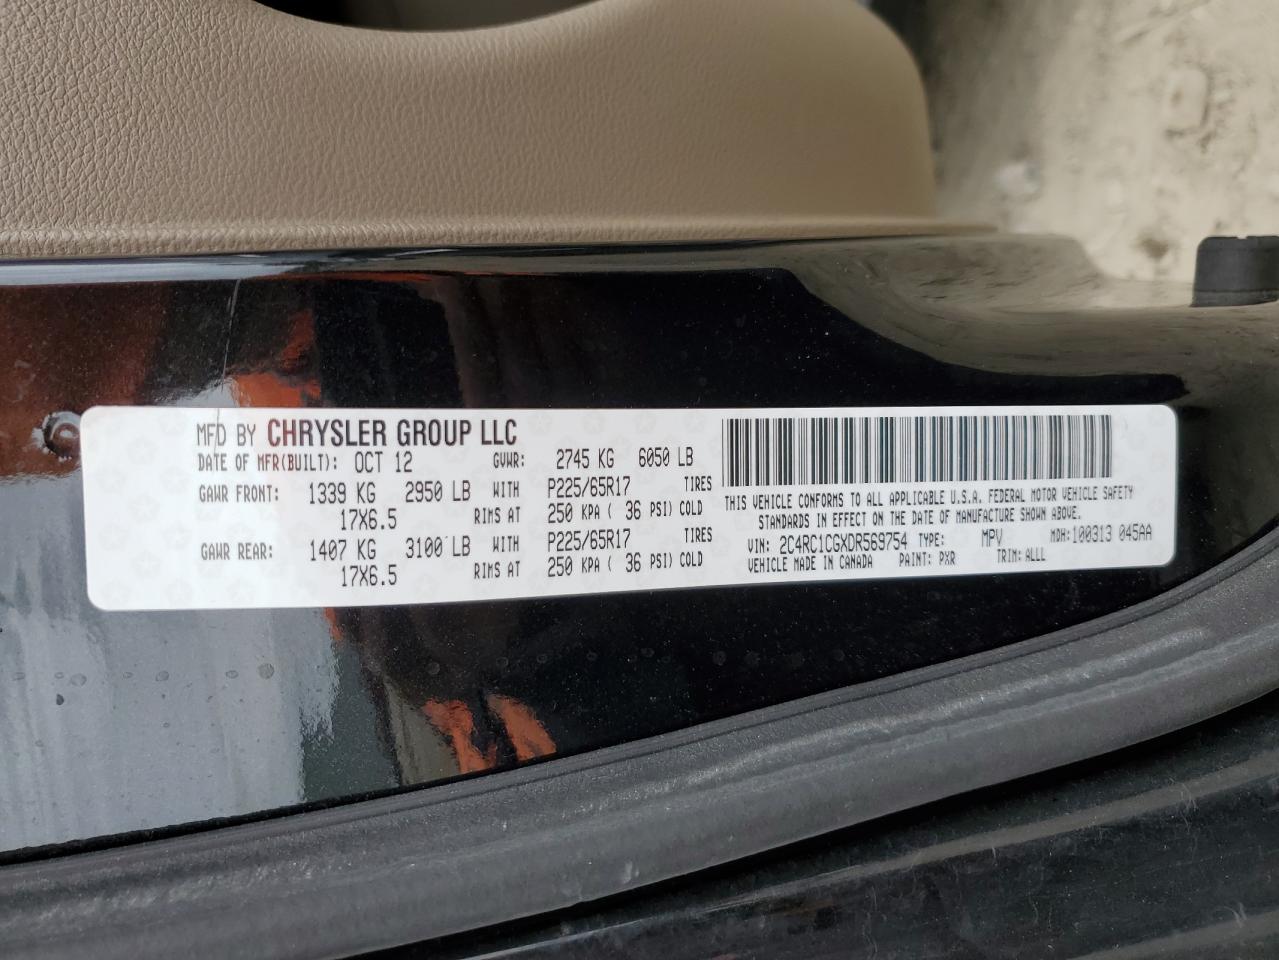 MFD BY CHRYSLER GROUP LLC
DATE OF MFR(BUILT): OCT 12 GVWR: 2745 KG 6050 LB
GAWR FRONT: 1339 KG 2950 LB WITH P225/65R17 TIRES
17X6.5 RIMS AT 250 KPA ( 36 PSI) COLD
GAWR REAR: 1407 KG 3100 LB WITH P225/65R17 TIRES
17X6.5 RIMS AT 250 KPA ( 36 PSI) COLD
THIS VEHICLE CONFORMS TO ALL APPLICABLE U.S.A. FEDERAL MOTOR VEHICLE SAFETY
STANDARDS IN EFFECT ON THE DATE OF MANUFACTURE SHOWN ABOVE.
VIN: 2C4RC1CGXDR569754 TYPE: MPV MDH:100313 045AA
VEHICLE MADE IN CANADA PAINT: PXR TRIM: ALLL